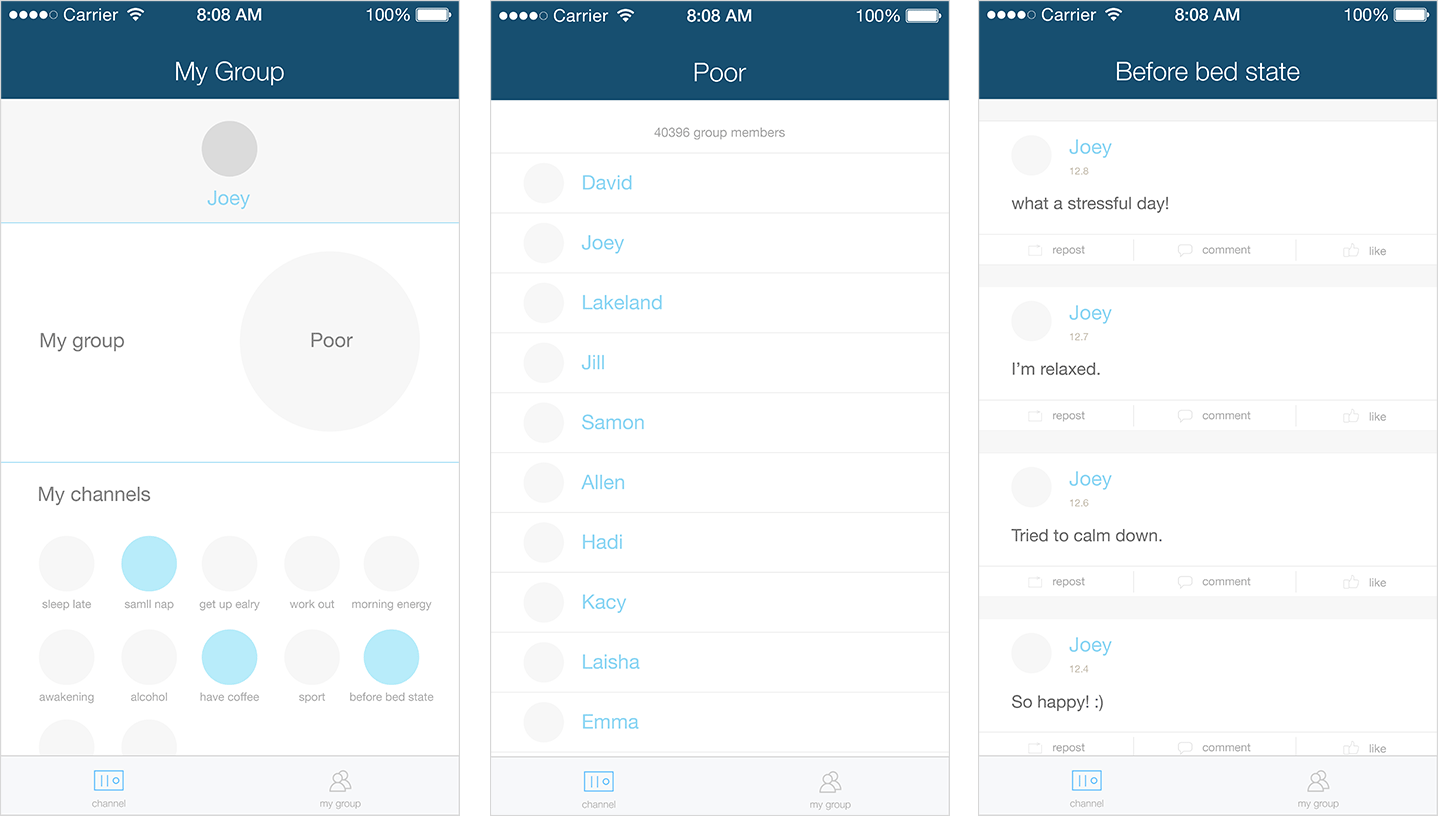 Carrier 8:08 AM 100%
My Group
Joey
My group
Poor
My channels
sleep late samll nap get up ealry work out morning energy
awakening alcohol have coffee sport before bed state
channel my group
Carrier 8:08 AM 100%
Poor
40396 group members
David
Joey
Lakeland
Jill
Samon
Allen
Hadi
Kacy
Laisha
Emma
channel my group
Carrier 8:08 AM 100%
Before bed state
Joey
12.8
what a stressful day!
repost comment like
Joey
12.7
I'm relaxed.
repost comment like
Joey
12.6
Tried to calm down.
repost comment like
Joey
12.4
So happy! :)
repost comment like
channel my group